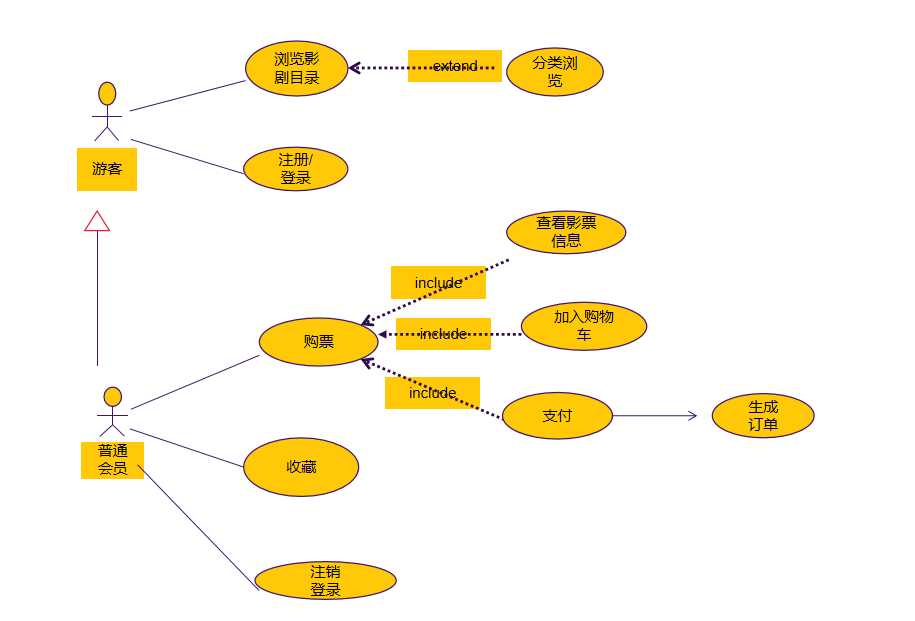 浏览影
剧目录
extend
分类浏
览
游客
注册/
登录
查看影票
信息
include
购票
include
加入购物
车
include
支付
生成
订单
普通
会员
收藏
注销
登录